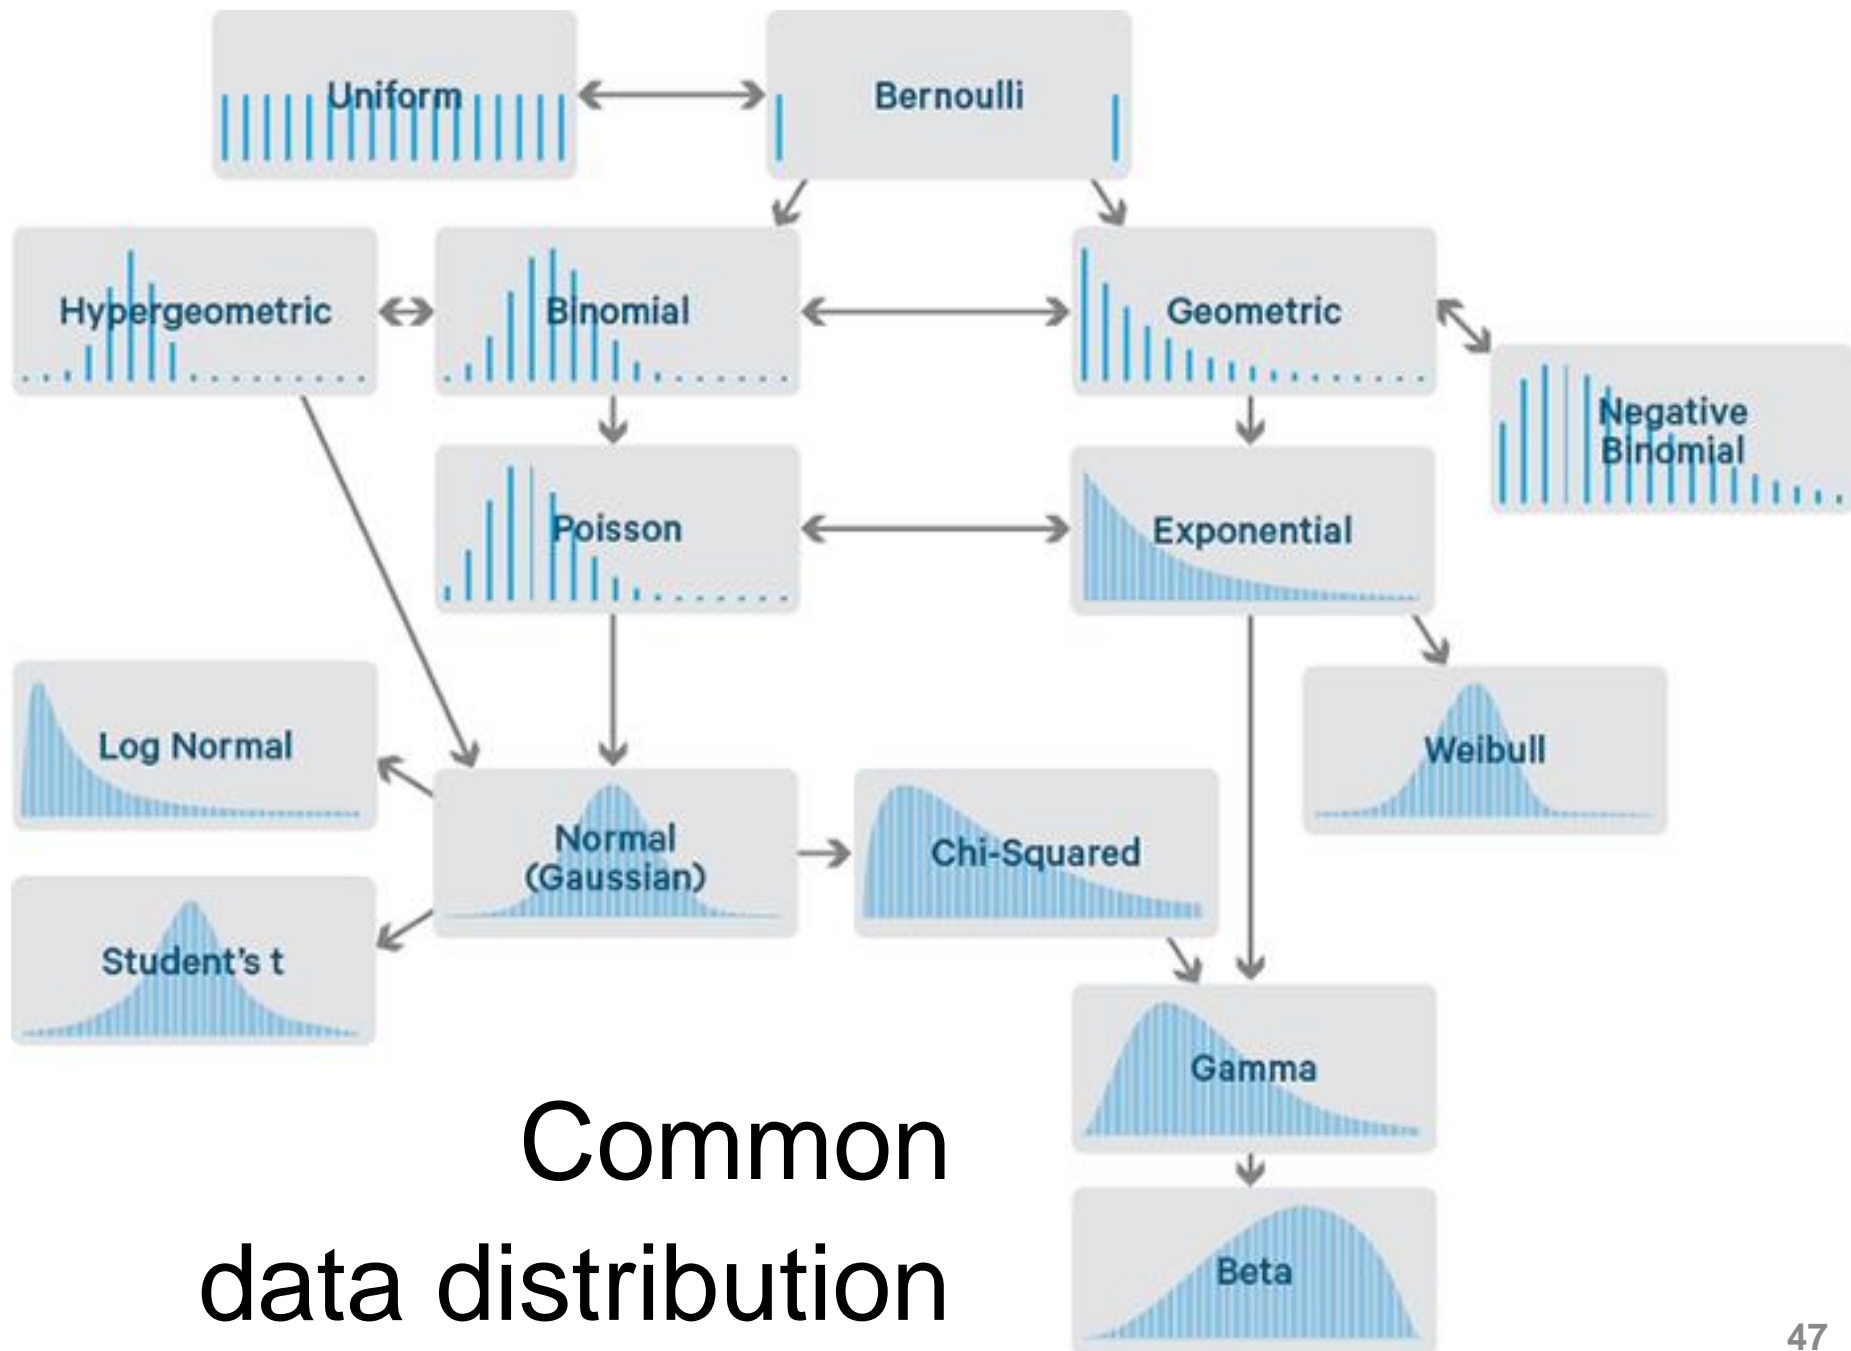 Uniform
Bernoulli
Hypergeometric
Binomial
Geometric
Negative
Binomial
Poisson
Exponential
Log Normal
Weibull
Normal
(Gaussian)
Chi-Squared
Student’s t
Gamma
Common
data distribution
Beta
47